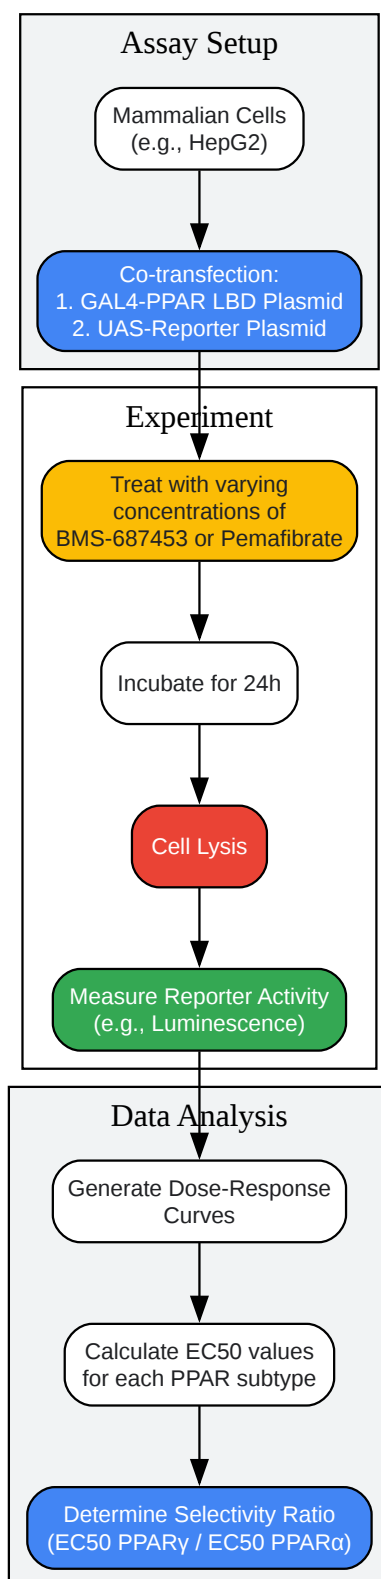 Assay Setup
Mammalian Cells
(e.g., HepG2)
Co-transfection:
1. GAL4-PPAR LBD Plasmid
2. UAS-Reporter Plasmid
Experiment
Treat with varying
concentrations of
BMS-687453 or Pemafibrate
Incubate for 24h
Cell Lysis
Measure Reporter Activity
(e.g., Luminescence)
Data Analysis
Generate Dose-Response
Curves
Calculate EC50 values
for each PPAR subtype
Determine Selectivity Ratio
(EC50 PPARγ / EC50 PPARα)